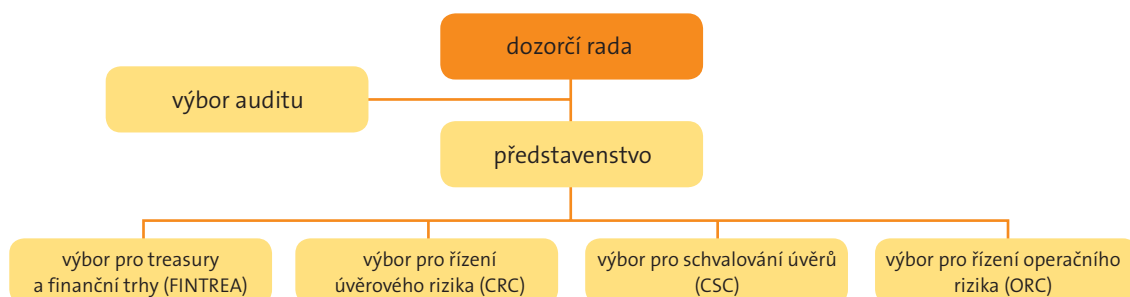 dozorčí rada
výbor auditu
představenstvo
výbor pro treasury
a finanční trhy (FINTREA)
výbor pro řízení
úvěrového rizika (CRC)
výbor pro schvalování úvěrů
(CSC)
výbor pro řízení operačního
rizika (ORC)